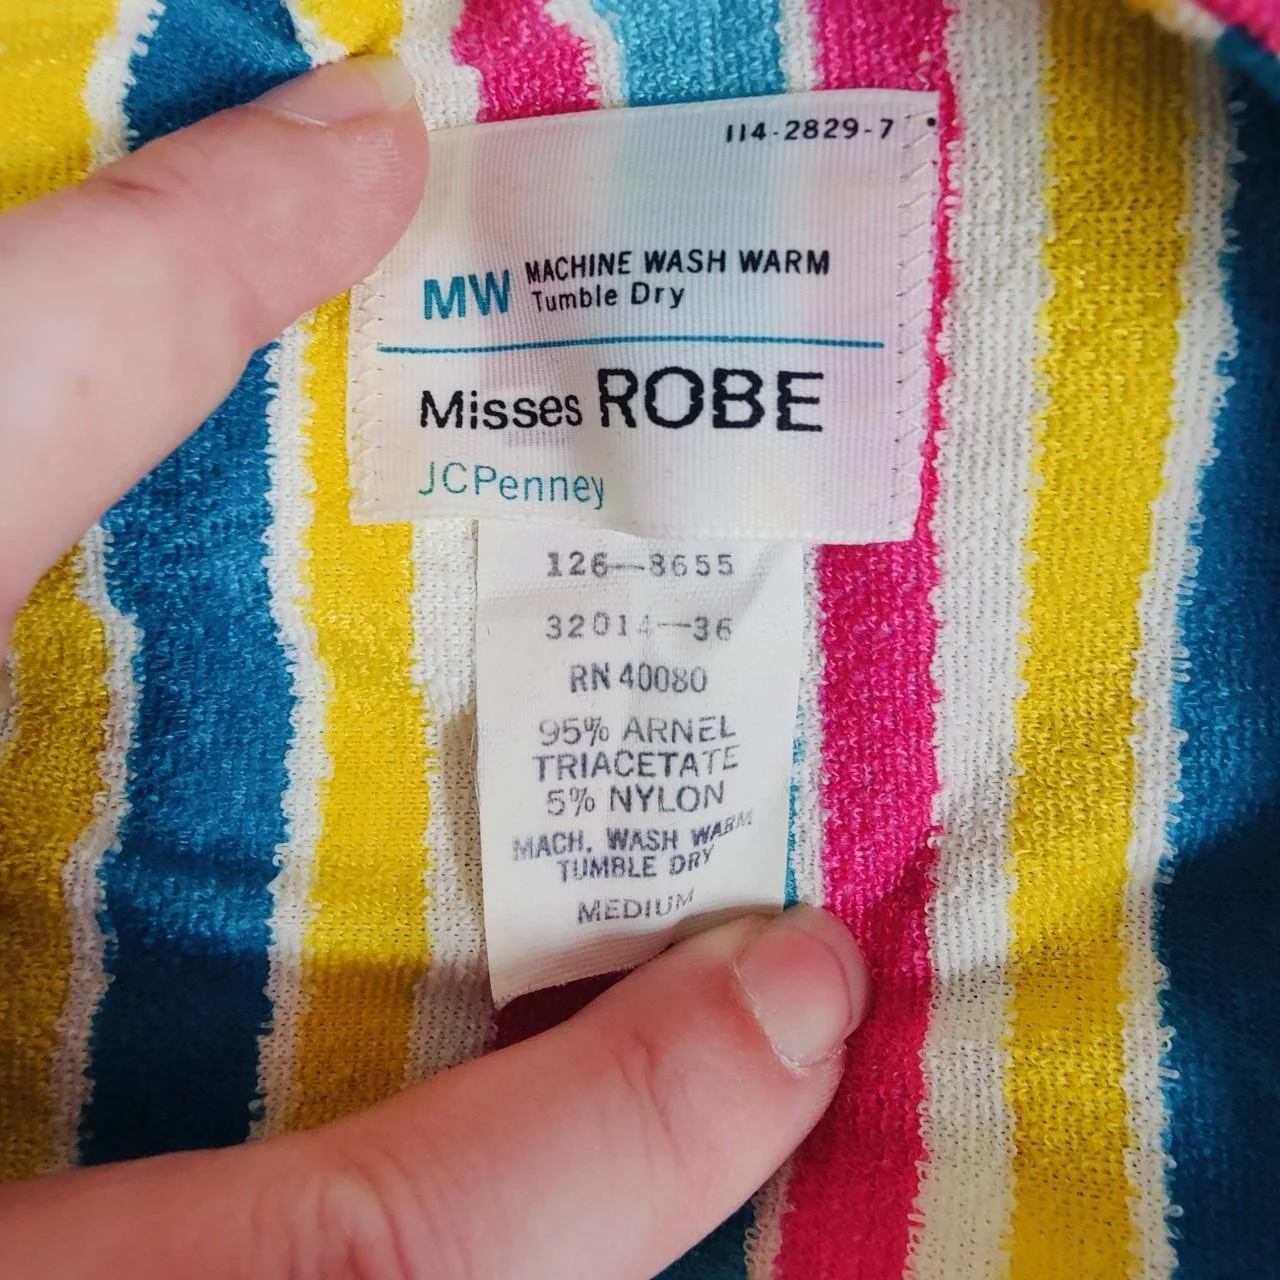 114-2829-7
MW MACHINE WASH WARM
Tumble Dry
Misses ROBE
JCPenney
126—8655
32014—36
RN 40080
95% ARNEL
TRIACETATE
5% NYLON
MACH. WASH WARM
TUMBLE DRY
MEDIUM